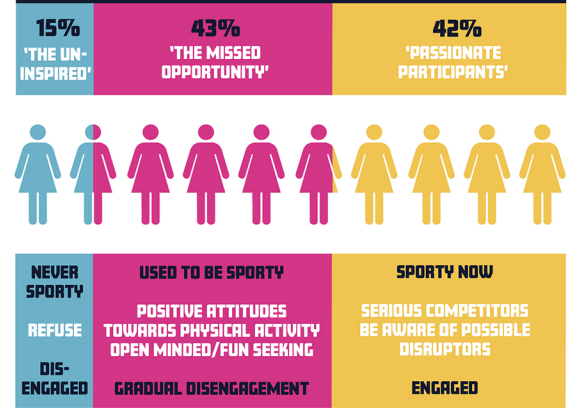 15%
'THE UN-
INSPIRED'
43%
'THE MISSED
OPPORTUNITY'
42%
'PASSIONATE
PARTICIPANTS'
NEVER
SPORTY
REFUSE
DIS-
ENGAGED
USED TO BE SPORTY
POSITIVE ATTITUDES
TOWARDS PHYSICAL ACTIVITY
OPEN MINDED/FUN SEEKING
GRADUAL DISENGAGEMENT
SPORTY NOW
SERIOUS COMPETITORS
BE AWARE OF POSSIBLE
DISRUPTORS
ENGAGED